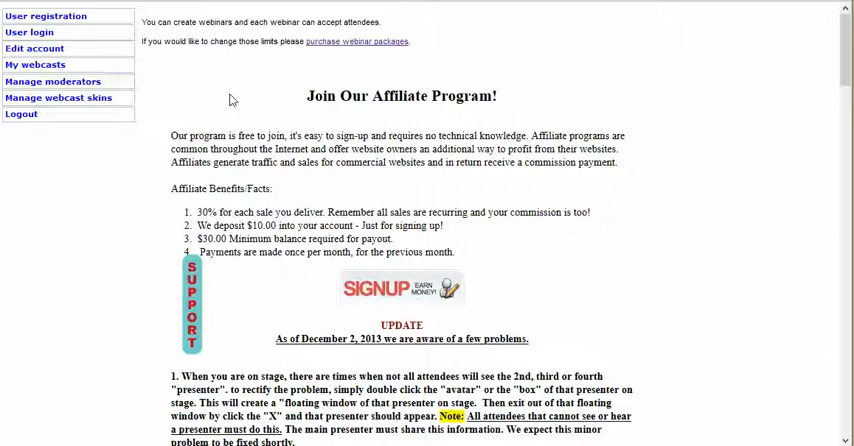 User registration
User login
Edit account
My webcasts
Manage moderators
Manage webcast skins
Logout
You can create webinars and each webinar can accept attendees.
If you would like to change those limits please purchase webinar packages.
Join Our Affiliate Program!
Our program is free to join, it's easy to sign-up and requires no technical knowledge. Affiliate programs are
common throughout the Internet and offer website owners an additional way to profit from their websites.
Affiliates generate traffic and sales for commercial websites and in return receive a commission payment.
Affiliate Benefits/Facts:
1. 30% for each sale you deliver. Remember all sales are recurring and your commission is too!
2. We deposit $10.00 into your account - Just for signing up!
3. $30.00 Minimum balance required for payout.
4. Payments are made once per month, for the previous month.
SUPPORT
SIGNUP EARN MONEY!
UPDATE
As of December 2, 2013 we are aware of a few problems.
1. When you are on stage, there are times when not all attendees will see the 2nd, third or fourth
"presenter". to rectify the problem, simply double click the "avatar" or the "box" of that presenter on
stage. This will create a "floating window of that presenter on stage. Then exit out of that floating
window by click the "X" and that presenter should appear. Note: All attendees that cannot see or hear
a presenter must do this. The main presenter must share this information. We expect this minor
problem to be fixed shortly.